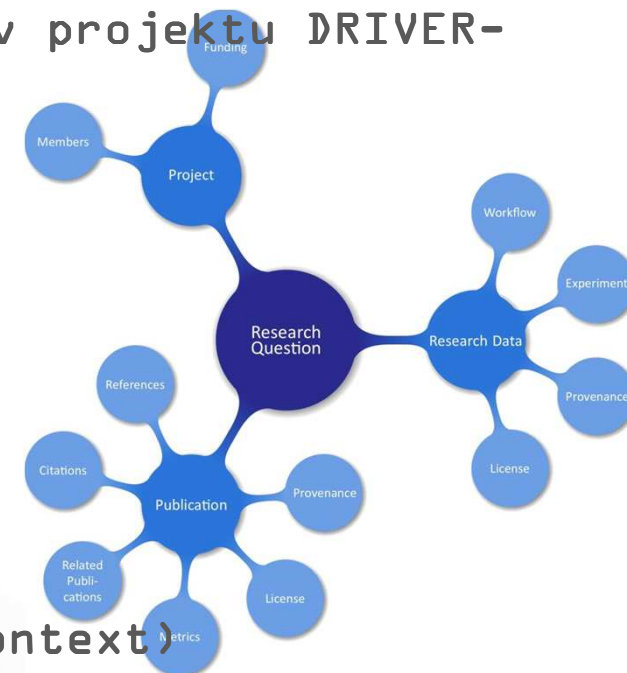 v projektu DRIVER-
Funding
Members
Project
Workflow
Experiment
Research
Question
Research Data
References
Provenance
Citations
Provenance
License
Publication
Related
Publi-
cations
License
Metrics
ontext)